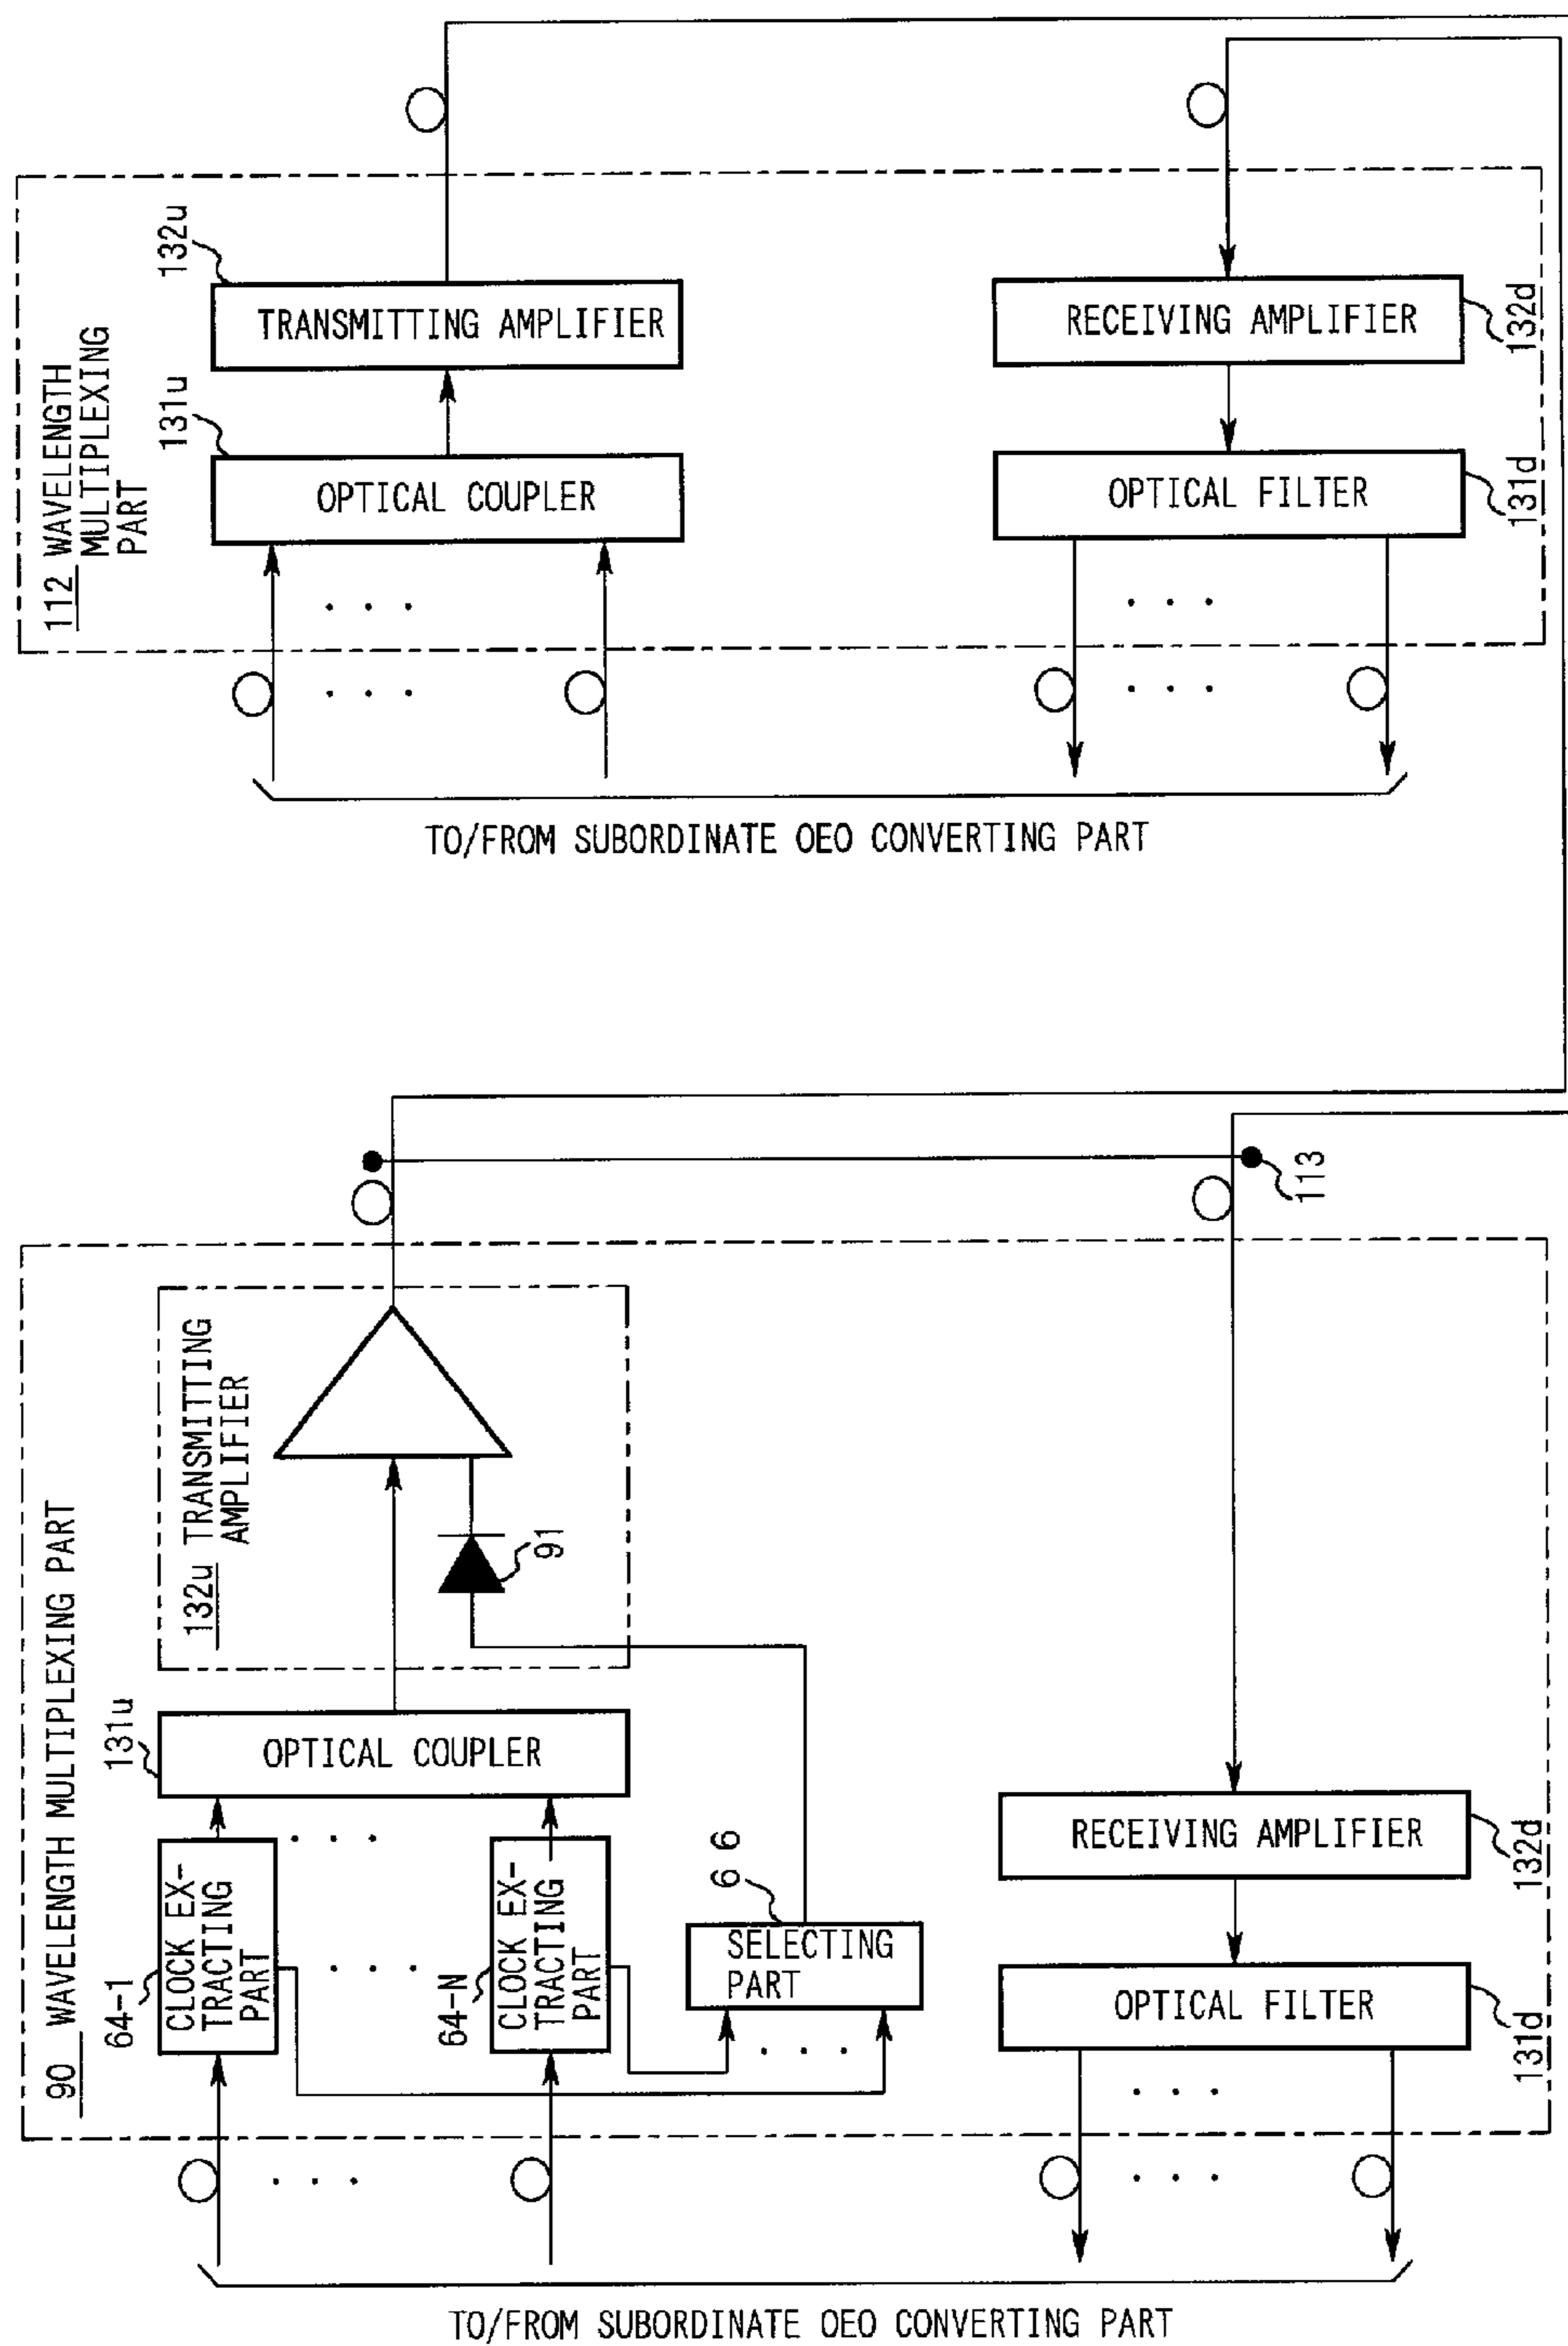 112 WAVELENGTH
MULTIPLEXING
PART
132u
TRANSMITTING AMPLIFIER
131u
OPTICAL COUPLER
RECEIVING AMPLIFIER
132d
OPTICAL FILTER
131d
TO/FROM SUBORDINATE OEO CONVERTING PART
113
90 WAVELENGTH MULTIPLEXING PART
132u TRANSMITTING
AMPLIFIER
91
131u
OPTICAL COUPLER
64-1
CLOCK EX-
TRACTING
PART
64-N
CLOCK EX-
TRACTING
PART
66
SELECTING
PART
RECEIVING AMPLIFIER
132d
OPTICAL FILTER
131d
TO/FROM SUBORDINATE OEO CONVERTING PART